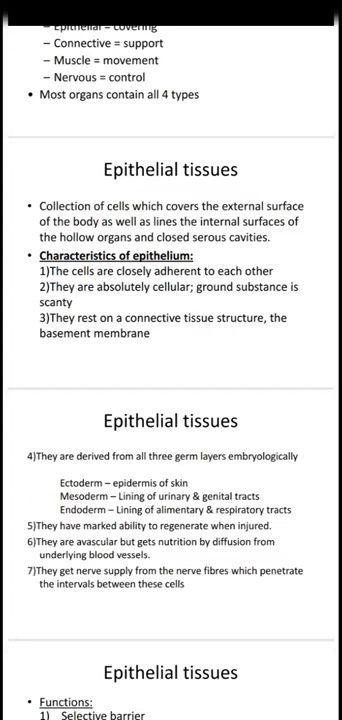 – Epithelial = covering
– Connective = support
– Muscle = movement
– Nervous = control
• Most organs contain all 4 types
Epithelial tissues
• Collection of cells which covers the external surface
of the body as well as lines the internal surfaces of
the hollow organs and closed serous cavities.
• Characteristics of epithelium:
1)The cells are closely adherent to each other
2)They are absolutely cellular; ground substance is
scanty
3)They rest on a connective tissue structure, the
basement membrane
Epithelial tissues
4)They are derived from all three germ layers embryologically
Ectoderm – epidermis of skin
Mesoderm – Lining of urinary & genital tracts
Endoderm – Lining of alimentary & respiratory tracts
5)They have marked ability to regenerate when injured.
6)They are avascular but gets nutrition by diffusion from
underlying blood vessels.
7)They get nerve supply from the nerve fibres which penetrate
the intervals between these cells
Epithelial tissues
• Functions:
1) Selective barrier